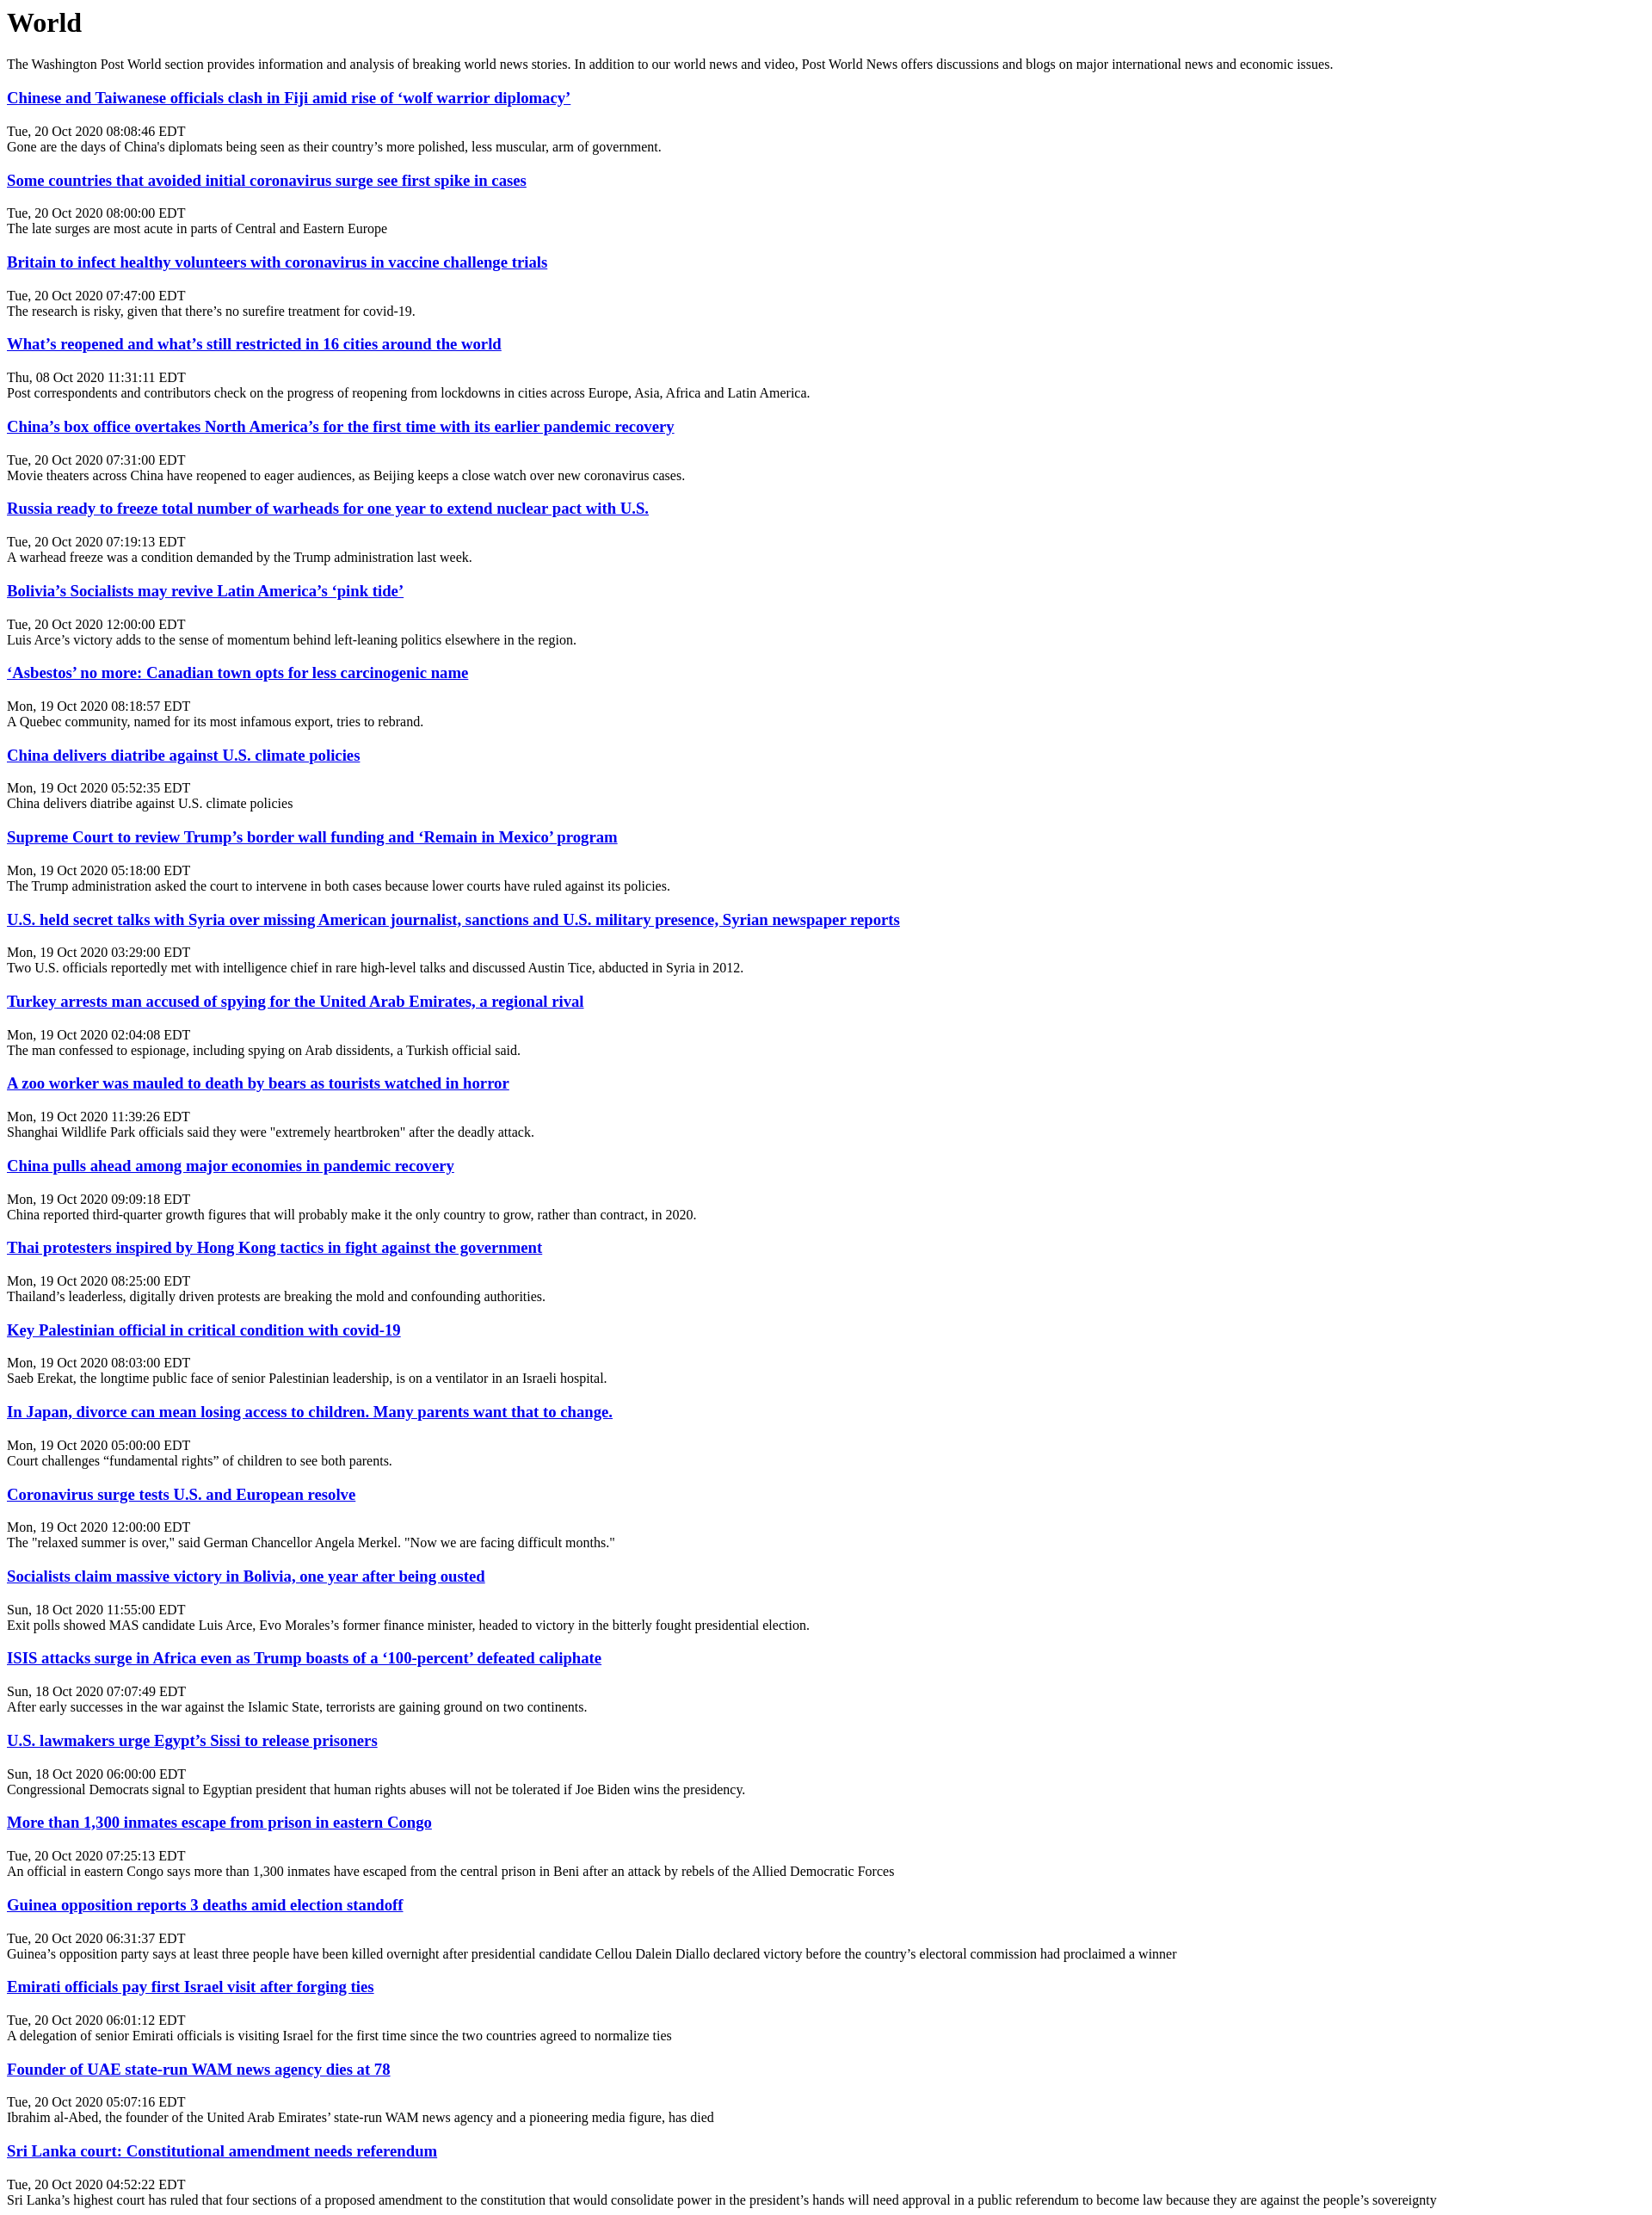 World
The Washington Post World section provides information and analysis of breaking world news stories. In addition to our world news and video, Post World News offers discussions and blogs on major international news and economic issues.
Chinese and Taiwanese officials clash in Fiji amid rise of ‘wolf warrior diplomacy’
Tue, 20 Oct 2020 08:08:46 EDT
Gone are the days of China's diplomats being seen as their country’s more polished, less muscular, arm of government.
Some countries that avoided initial coronavirus surge see first spike in cases
Tue, 20 Oct 2020 08:00:00 EDT
The late surges are most acute in parts of Central and Eastern Europe
Britain to infect healthy volunteers with coronavirus in vaccine challenge trials
Tue, 20 Oct 2020 07:47:00 EDT
The research is risky, given that there’s no surefire treatment for covid-19.
What’s reopened and what’s still restricted in 16 cities around the world
Thu, 08 Oct 2020 11:31:11 EDT
Post correspondents and contributors check on the progress of reopening from lockdowns in cities across Europe, Asia, Africa and Latin America.
China’s box office overtakes North America’s for the first time with its earlier pandemic recovery
Tue, 20 Oct 2020 07:31:00 EDT
Movie theaters across China have reopened to eager audiences, as Beijing keeps a close watch over new coronavirus cases.
Russia ready to freeze total number of warheads for one year to extend nuclear pact with U.S.
Tue, 20 Oct 2020 07:19:13 EDT
A warhead freeze was a condition demanded by the Trump administration last week.
Bolivia’s Socialists may revive Latin America’s ‘pink tide’
Tue, 20 Oct 2020 12:00:00 EDT
Luis Arce’s victory adds to the sense of momentum behind left-leaning politics elsewhere in the region.
‘Asbestos’ no more: Canadian town opts for less carcinogenic name
Mon, 19 Oct 2020 08:18:57 EDT
A Quebec community, named for its most infamous export, tries to rebrand.
China delivers diatribe against U.S. climate policies
Mon, 19 Oct 2020 05:52:35 EDT
China delivers diatribe against U.S. climate policies
Supreme Court to review Trump’s border wall funding and ‘Remain in Mexico’ program
Mon, 19 Oct 2020 05:18:00 EDT
The Trump administration asked the court to intervene in both cases because lower courts have ruled against its policies.
U.S. held secret talks with Syria over missing American journalist, sanctions and U.S. military presence, Syrian newspaper reports
Mon, 19 Oct 2020 03:29:00 EDT
Two U.S. officials reportedly met with intelligence chief in rare high-level talks and discussed Austin Tice, abducted in Syria in 2012.
Turkey arrests man accused of spying for the United Arab Emirates, a regional rival
Mon, 19 Oct 2020 02:04:08 EDT
The man confessed to espionage, including spying on Arab dissidents, a Turkish official said.
A zoo worker was mauled to death by bears as tourists watched in horror
Mon, 19 Oct 2020 11:39:26 EDT
Shanghai Wildlife Park officials said they were "extremely heartbroken" after the deadly attack.
China pulls ahead among major economies in pandemic recovery
Mon, 19 Oct 2020 09:09:18 EDT
China reported third-quarter growth figures that will probably make it the only country to grow, rather than contract, in 2020.
Thai protesters inspired by Hong Kong tactics in fight against the government
Mon, 19 Oct 2020 08:25:00 EDT
Thailand’s leaderless, digitally driven protests are breaking the mold and confounding authorities.
Key Palestinian official in critical condition with covid-19
Mon, 19 Oct 2020 08:03:00 EDT
Saeb Erekat, the longtime public face of senior Palestinian leadership, is on a ventilator in an Israeli hospital.
In Japan, divorce can mean losing access to children. Many parents want that to change.
Mon, 19 Oct 2020 05:00:00 EDT
Court challenges “fundamental rights” of children to see both parents.
Coronavirus surge tests U.S. and European resolve
Mon, 19 Oct 2020 12:00:00 EDT
The "relaxed summer is over," said German Chancellor Angela Merkel. "Now we are facing difficult months."
Socialists claim massive victory in Bolivia, one year after being ousted
Sun, 18 Oct 2020 11:55:00 EDT
Exit polls showed MAS candidate Luis Arce, Evo Morales’s former finance minister, headed to victory in the bitterly fought presidential election.
ISIS attacks surge in Africa even as Trump boasts of a ‘100-percent’ defeated caliphate
Sun, 18 Oct 2020 07:07:49 EDT
After early successes in the war against the Islamic State, terrorists are gaining ground on two continents.
U.S. lawmakers urge Egypt’s Sissi to release prisoners
Sun, 18 Oct 2020 06:00:00 EDT
Congressional Democrats signal to Egyptian president that human rights abuses will not be tolerated if Joe Biden wins the presidency.
More than 1,300 inmates escape from prison in eastern Congo
Tue, 20 Oct 2020 07:25:13 EDT
An official in eastern Congo says more than 1,300 inmates have escaped from the central prison in Beni after an attack by rebels of the Allied Democratic Forces
Guinea opposition reports 3 deaths amid election standoff
Tue, 20 Oct 2020 06:31:37 EDT
Guinea’s opposition party says at least three people have been killed overnight after presidential candidate Cellou Dalein Diallo declared victory before the country’s electoral commission had proclaimed a winner
Emirati officials pay first Israel visit after forging ties
Tue, 20 Oct 2020 06:01:12 EDT
A delegation of senior Emirati officials is visiting Israel for the first time since the two countries agreed to normalize ties
Founder of UAE state-run WAM news agency dies at 78
Tue, 20 Oct 2020 05:07:16 EDT
Ibrahim al-Abed, the founder of the United Arab Emirates’ state-run WAM news agency and a pioneering media figure, has died
Sri Lanka court: Constitutional amendment needs referendum
Tue, 20 Oct 2020 04:52:22 EDT
Sri Lanka’s highest court has ruled that four sections of a proposed amendment to the constitution that would consolidate power in the president’s hands will need approval in a public referendum to become law because they are against the people’s sovereignty